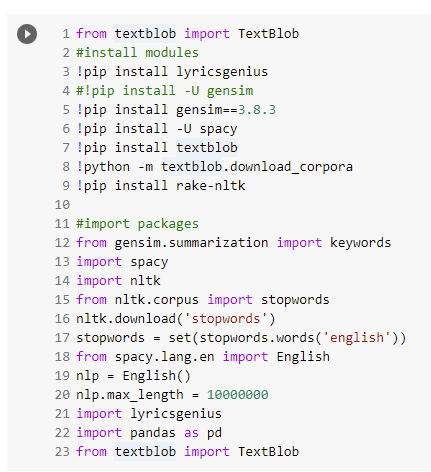 1 from textblob import TextBlob
2 #install modules
3 !pip install lyricsgenius
4 #!pip install -U gensim
5 !pip install gensim==3.8.3
6 !pip install -U spacy
7 !pip install textblob
8 !python -m textblob.download_corpora
9 !pip install rake-nltk
10
11 #import packages
12 from gensim.summarization import keywords
13 import spacy
14 import nltk
15 from nltk.corpus import stopwords
16 nltk.download('stopwords')
17 stopwords = set(stopwords.words('english'))
18 from spacy.lang.en import English
19 nlp = English()
20 nlp.max_length = 10000000
21 import lyricsgenius
22 import pandas as pd
23 from textblob import TextBlob